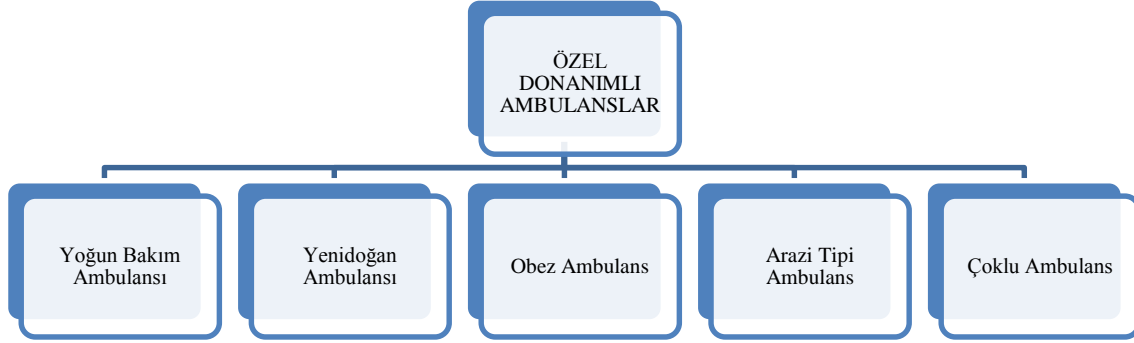 ÖZEL
DONANIMLI
AMBULANSLAR
Yoğun Bakım
Ambulansı
Yenidoğan
Ambulansı
Obez Ambulans
Arazi Tipi
Ambulans
Çoklu Ambulans